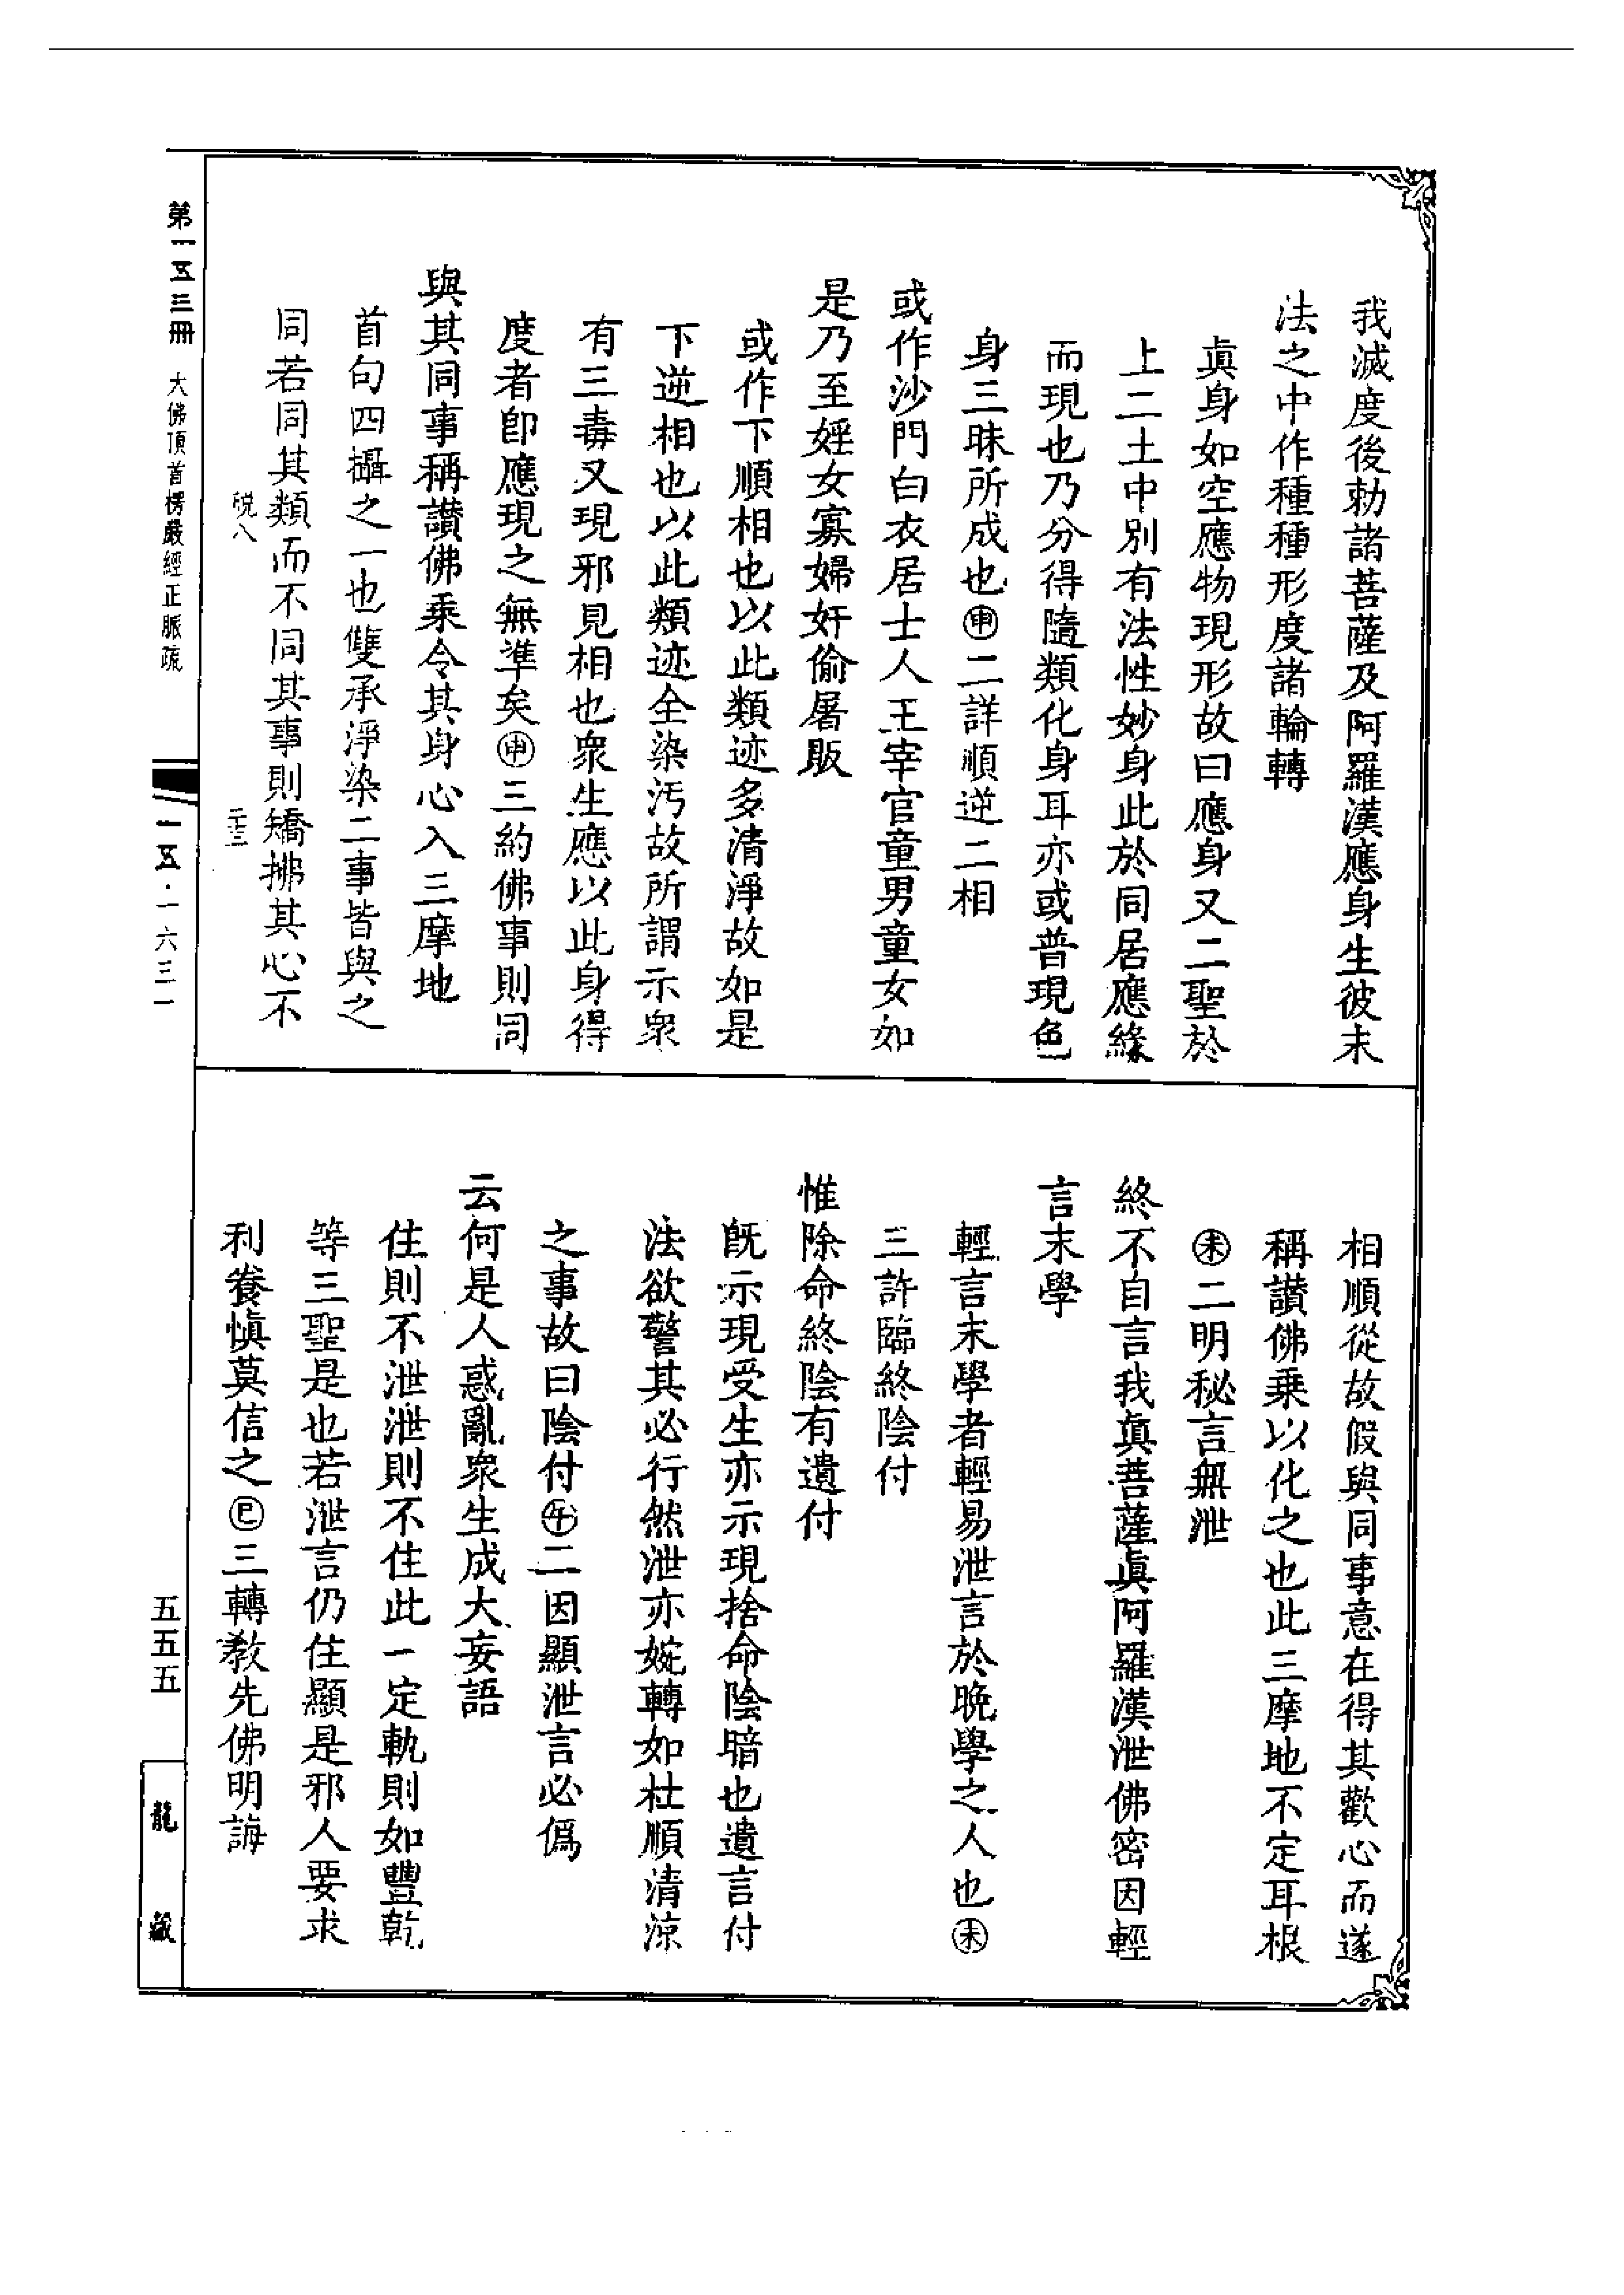 我滅度後勅諸菩薩及阿羅漢應身生彼末
法之中作種種形度諸輪轉
眞身如空應物現形故曰應身又二聖於
上二土中別有法性妙身此於同居應緣
而現也乃分得隨類化身耳亦或普現色
身三昧所成也㊥二詳順逆二相
或作沙門白衣居士人王宰官童男童女如
是乃至婬女寡婦奸偷屠販
或作下順相也以此類迹多清淨故如是
下逆相也以此類迹全染污故所謂示衆
有三毒又現邪見相也衆生應以此身得
度者卽應現之無準矣申三約佛事則同
與其同事稱讚佛乘令其身心入三摩地
首句四攝之一也雙承淨染二事皆與之
同若同其類而不同其事則矯拂其心不
相順從故假與同事意在得其歡心而遂
稱讚佛乘以化之也此三摩地不定耳根
未二明秘言無泄
終不自言我眞菩薩眞阿羅漢泄佛密因輕
言末學
輕言末學者輕易泄言於晚學之人也未
三許臨終陰付
惟除命終陰有遺付
旣示現受生亦示現捨命陰暗也遺言付
法欲警其必行然泄亦婉轉如杜順清涼
之事故曰陰付午二因顯泄言必僞
云何是人惑亂衆生成大妄語
住則不泄泄則不住此一定軌則如豐乾
等三聖是也若泄言仍住顯是邪人要求
利養愼莫信之巳三轉教先佛明誨
第一五三冊 大佛頂首楞嚴經正脈疏
一五·一六三一
五五五
龍藏